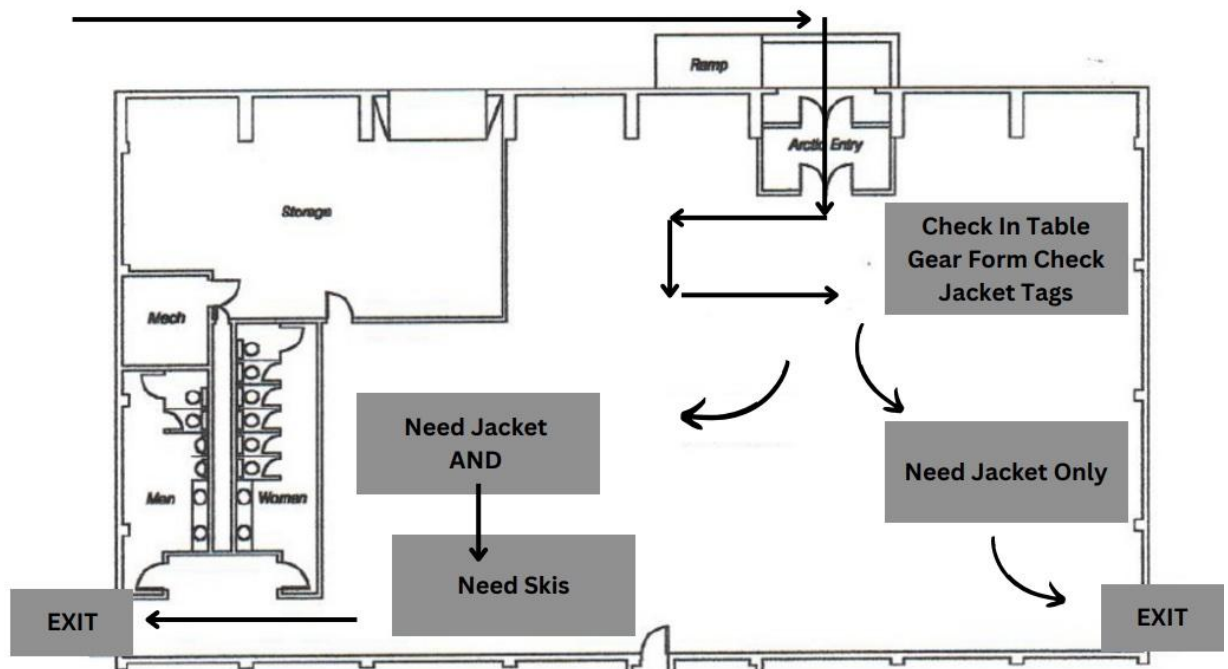 Ramp
Arctic Entry
Storage
Check In Table
Gear Form Check
Jacket Tags
Mech
Need Jacket
AND
Need Jacket Only
Men
Women
Need Skis
EXIT
EXIT